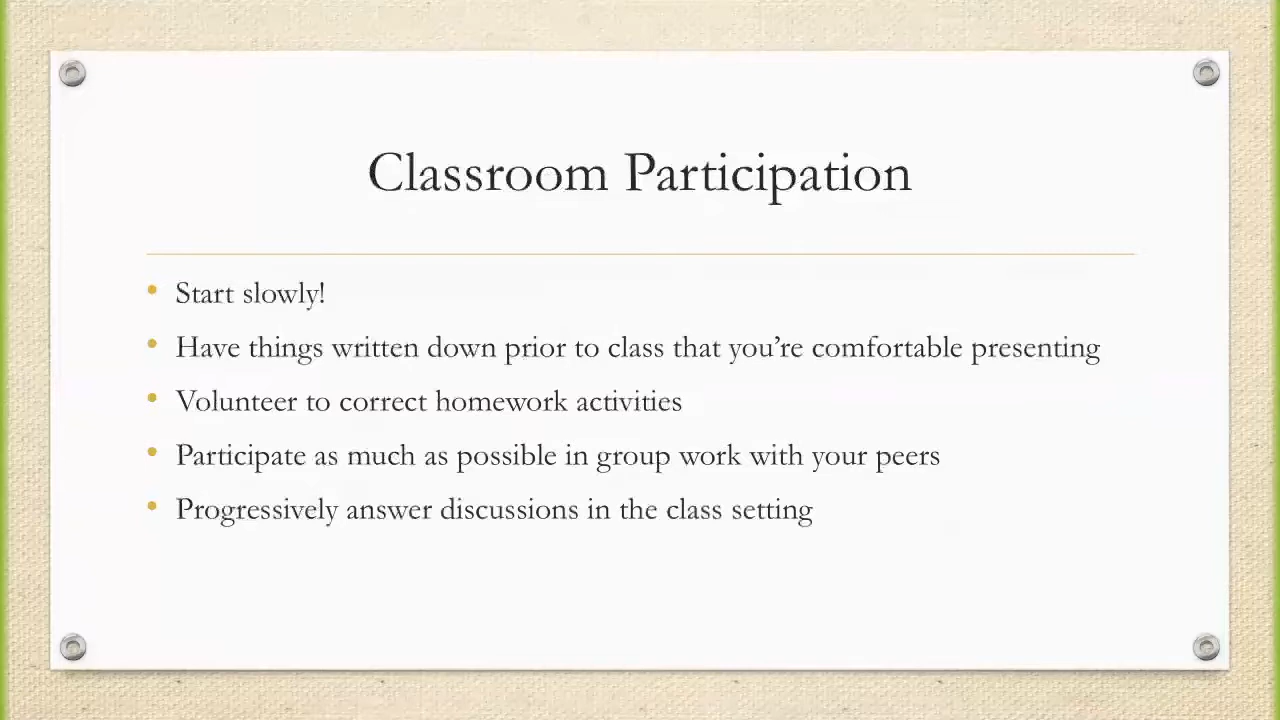 Classroom Participation
• Start slowly!
• Have things written down prior to class that you’re comfortable presenting
• Volunteer to correct homework activities
• Participate as much as possible in group work with your peers
• Progressively answer discussions in the class setting